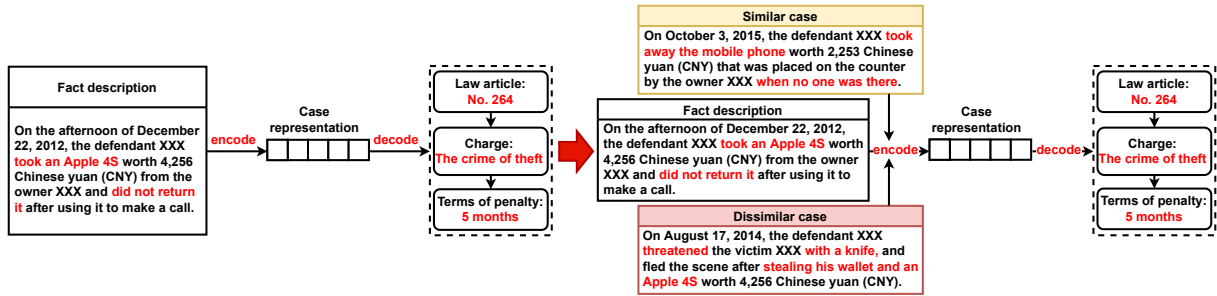 Fact description
On the afternoon of December
22, 2012, the defendant XXX
took an Apple 4S worth 4,256
Chinese yuan (CNY) from the
owner XXX and did not return
it after using it to make a call.
encode
Case
representation
decode
Law article:
No. 264
Charge:
The crime of theft
Terms of penalty:
5 months
Similar case
On October 3, 2015, the defendant XXX took
away the mobile phone worth 2,253 Chinese
yuan (CNY) that was placed on the counter
by the owner XXX when no one was there.
Fact description
On the afternoon of December 22, 2012,
the defendant XXX took an Apple 4S worth
4,256 Chinese yuan (CNY) from the owner
XXX and did not return it after using it to
make a call.
Dissimilar case
On August 17, 2014, the defendant XXX
threatened the victim XXX with a knife, and
fled the scene after stealing his wallet and an
Apple 4S worth 4,256 Chinese yuan (CNY).
encode
Case
representation
decode
Law article:
No. 264
Charge:
The crime of theft
Terms of penalty:
5 months